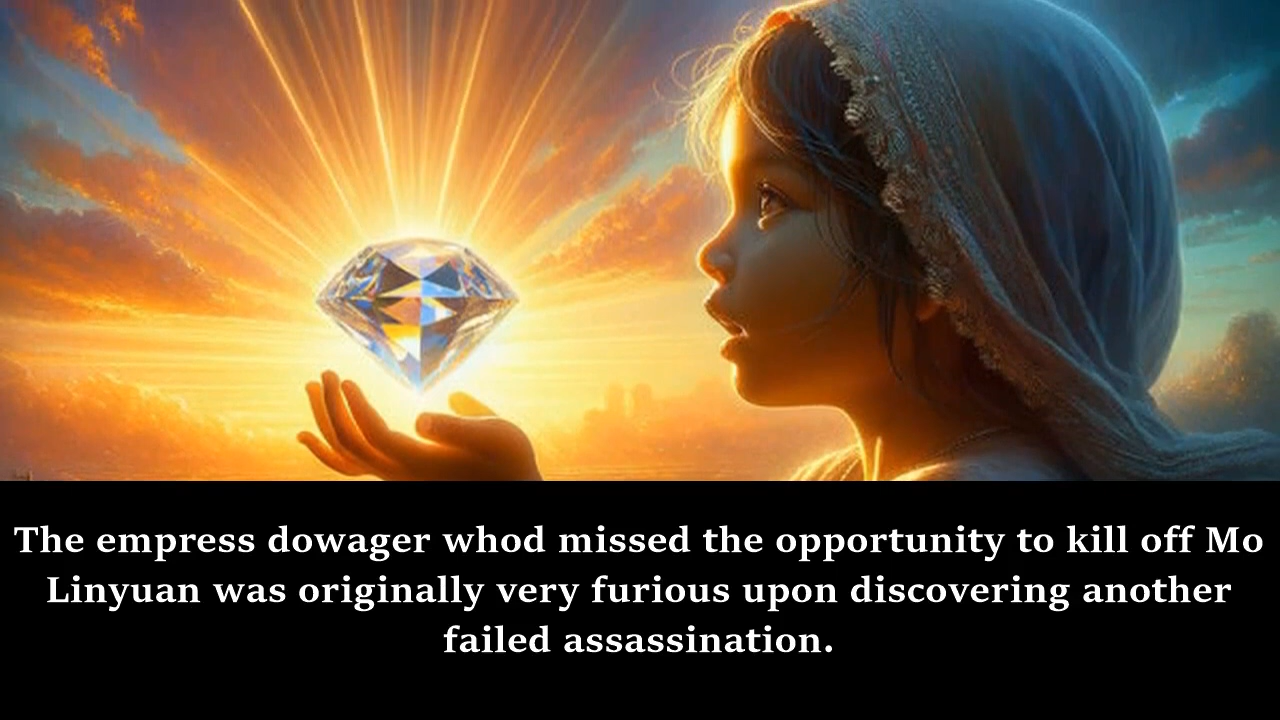 The empress dowager whod missed the opportunity to kill off Mo
Linyuan was originally very furious upon discovering another
failed assassination.